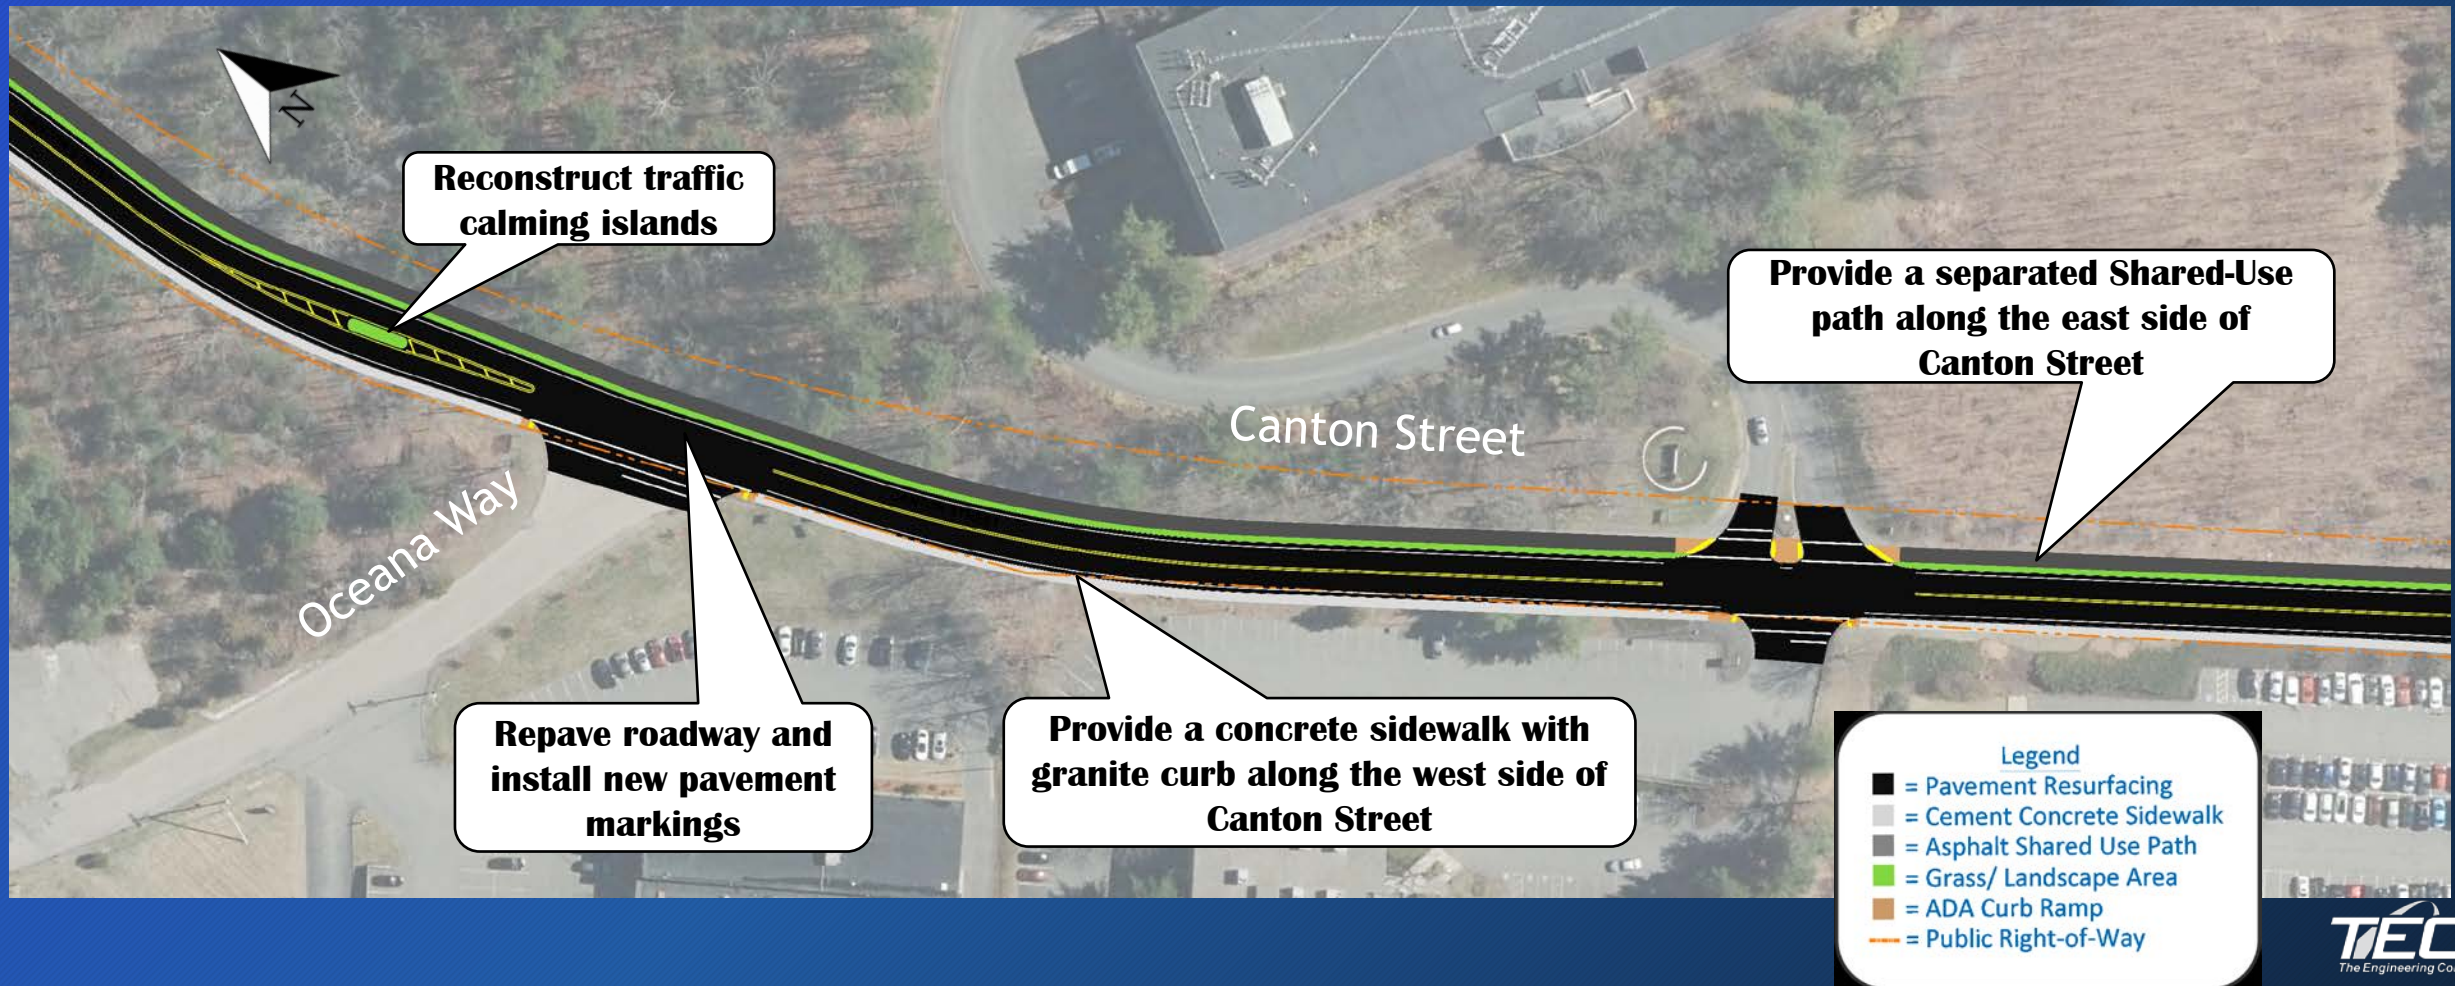 N
Reconstruct traffic
calming islands
Provide a separated Shared-Use
path along the east side of
Canton Street
Canton Street
Oceana Way
Repave roadway and
install new pavement
markings
Provide a concrete sidewalk with
granite curb along the west side of
Canton Street
Legend
= Pavement Resurfacing
= Cement Concrete Sidewalk
= Asphalt Shared Use Path
= Grass/ Landscape Area
= ADA Curb Ramp
= Public Right-of-Way
TEC
The Engineering Co